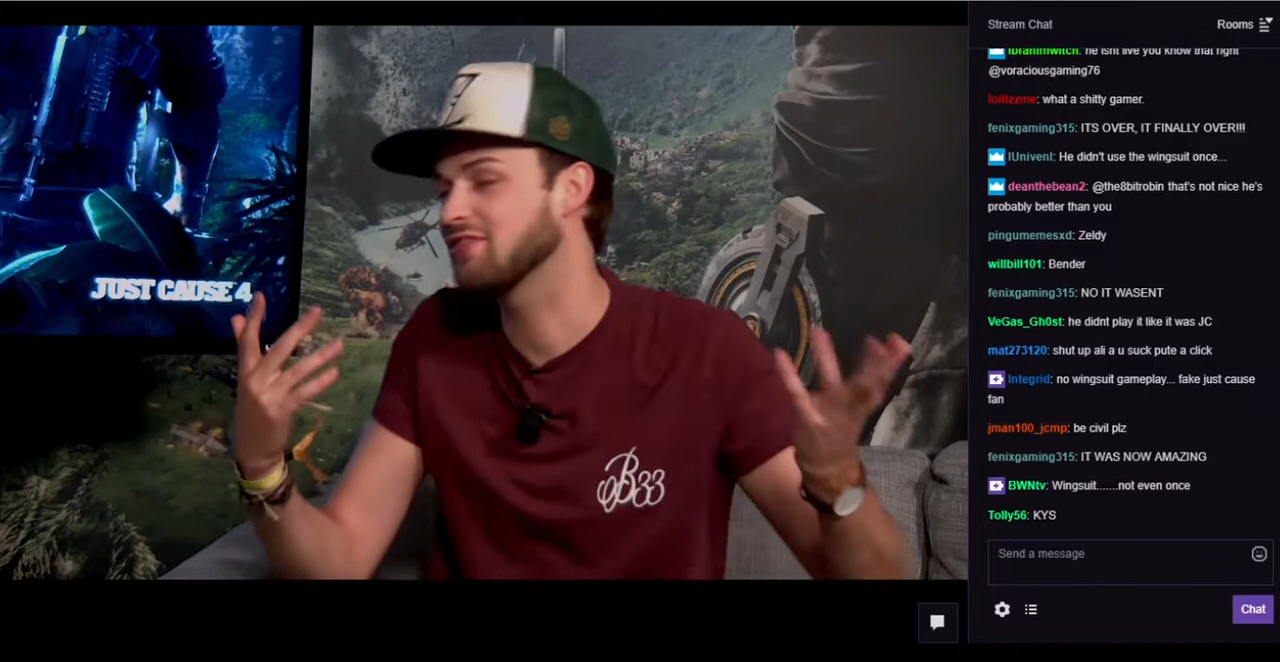 Stream Chat
Rooms
ibrahimwitch: he isnt live you know that right
@voraciousgaming76
lolitzzme: what a shitty gamer.
fenixgaming315: ITS OVER, IT FINALLY OVER!!!
IUnivenI: He didn't use the wingsuit once...
deanthebean2: @the8bitrobin that's not nice he's
probably better than you
pingumemesxd: Zeldy
willbill101: Bender
fenixgaming315: NO IT WASENT
VeGas_Gh0st: he didnt play it like it was JC
mat273120: shut up ali a u suck pute a click
Integrid: no wingsuit gameplay... fake just cause
fan
jman100_jcmp: be civil plz
fenixgaming315: IT WAS NOW AMAZING
BWNtv: Wingsuit.......not even once
Tolly56: KYS
Send a message
Chat
JUST CAUSE 4
B33